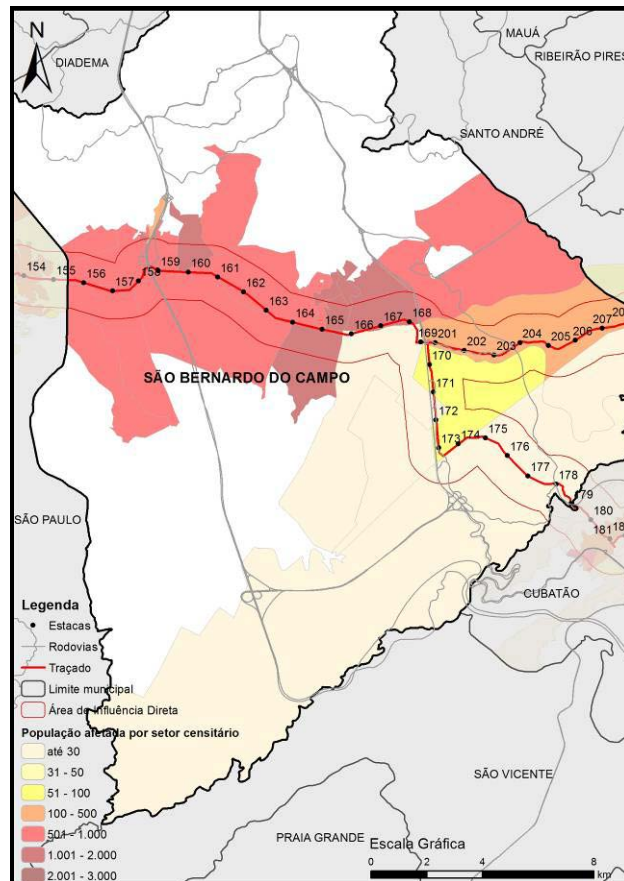 N
MAUÁ
DIADEMA
RIBEIRÃO PIRES
SANTO ANDRÉ
154
155
156
157
158
159
160
161
162
163
164
165
166
167
168
169
201
202
203
204
205
206
207
170
171
172
173
174
175
176
177
178
79
180
181
18
SÃO BERNARDO DO CAMPO
SÃO PAULO
CUBATÃO
SÃO VICENTE
PRAIA GRANDE
Legenda
Estacas
Rodovias
Traçado
Limite municipal
Área de Influência Direta
População afetada por setor censitário
até 30
31 - 50
51 - 100
100 - 500
501 - 1.000
1.001 - 2.000
2.001 - 3.000
Escala Gráfica
0 2 4 8
km